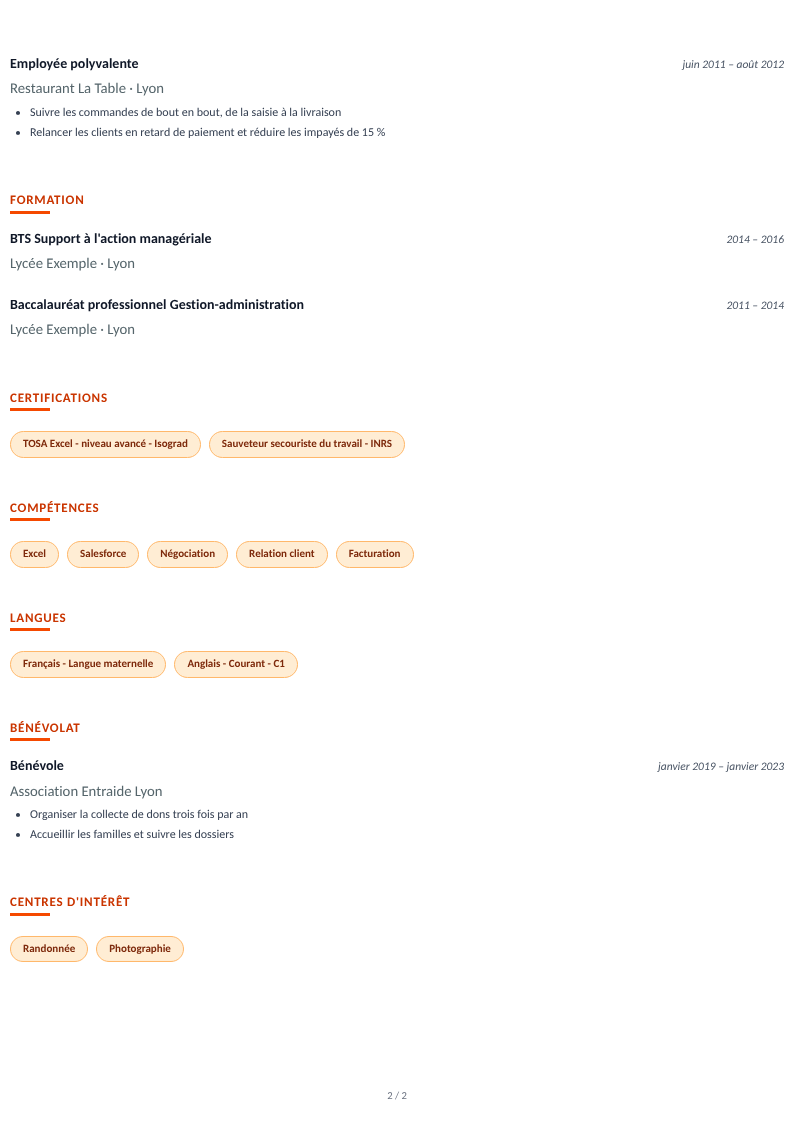 Employée polyvalente juin 2011 – août 2012
Restaurant La Table · Lyon
• Suivre les commandes de bout en bout, de la saisie à la livraison
• Relancer les clients en retard de paiement et réduire les impayés de 15 %
FORMATION
BTS Support à l'action managériale 2014 – 2016
Lycée Exemple · Lyon
Baccalauréat professionnel Gestion-administration 2011 – 2014
Lycée Exemple · Lyon
CERTIFICATIONS
TOSA Excel - niveau avancé - Isograd Sauveteur secouriste du travail - INRS
COMPÉTENCES
Excel Salesforce Négociation Relation client Facturation
LANGUES
Français - Langue maternelle Anglais - Courant - C1
BÉNÉVOLAT
Bénévole janvier 2019 – janvier 2023
Association Entraide Lyon
• Organiser la collecte de dons trois fois par an
• Accueillir les familles et suivre les dossiers
CENTRES D'INTÉRÊT
Randonnée Photographie
2 / 2